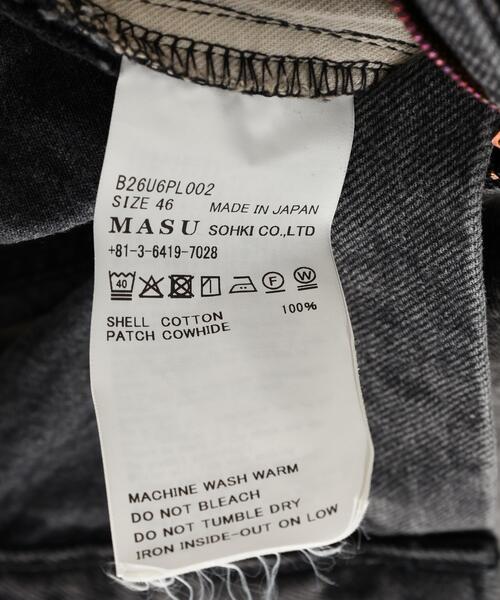 B26U6PL002
SIZE 46 MADE IN JAPAN
MASU SOHKI CO.,LTD
+81-3-6419-7028
40 F W
SHELL COTTON 100%
PATCH COWHIDE
MACHINE WASH WARM
DO NOT BLEACH
DO NOT TUMBLE DRY
IRON INSIDE-OUT ON LOW